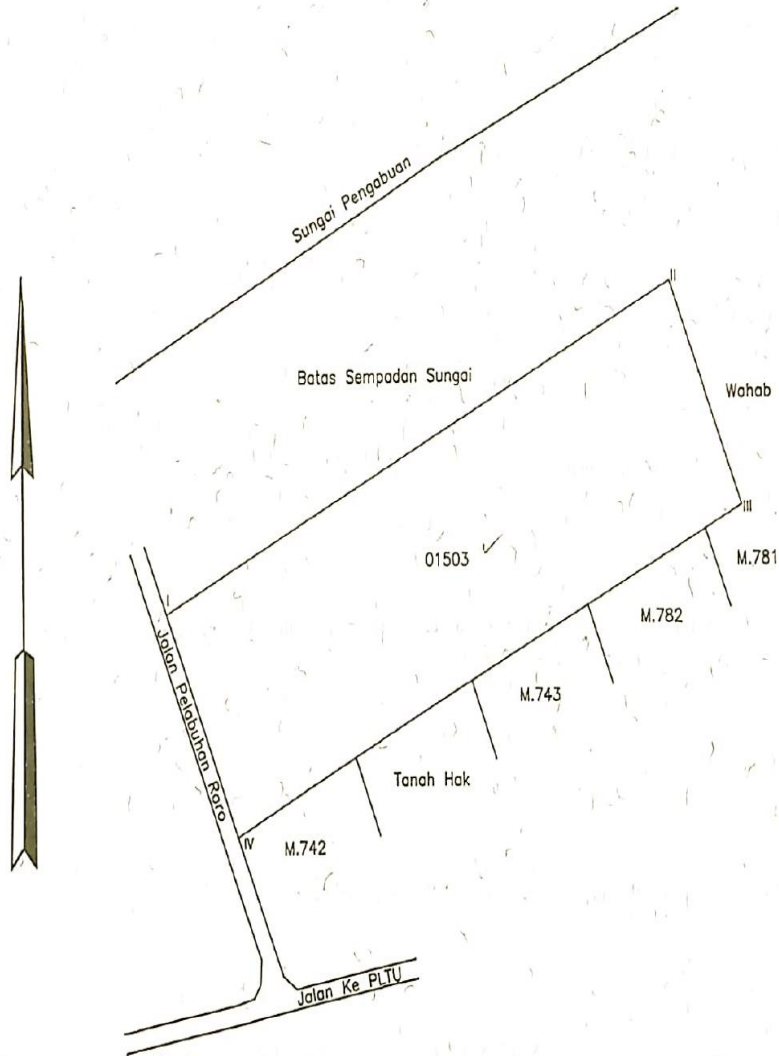 Sungai Pengabuan
II
Batas Sempadan Sungai
Wahab
III
01503
M.781
I
M.782
Jalan Pelabuhan Roro
M.743
Tanah Hak
IV
M.742
Jalan Ke PLTU